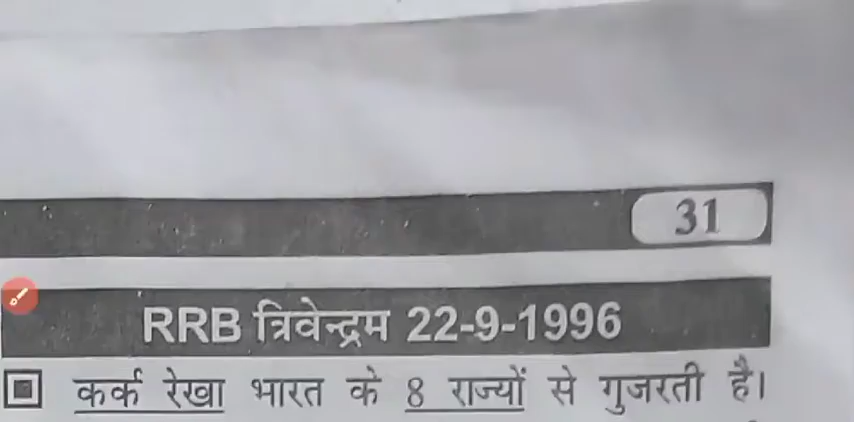 31
RRB त्रिवेन्द्रम 22-9-1996
कर्क रेखा भारत के 8 राज्यों से गुजरती है।